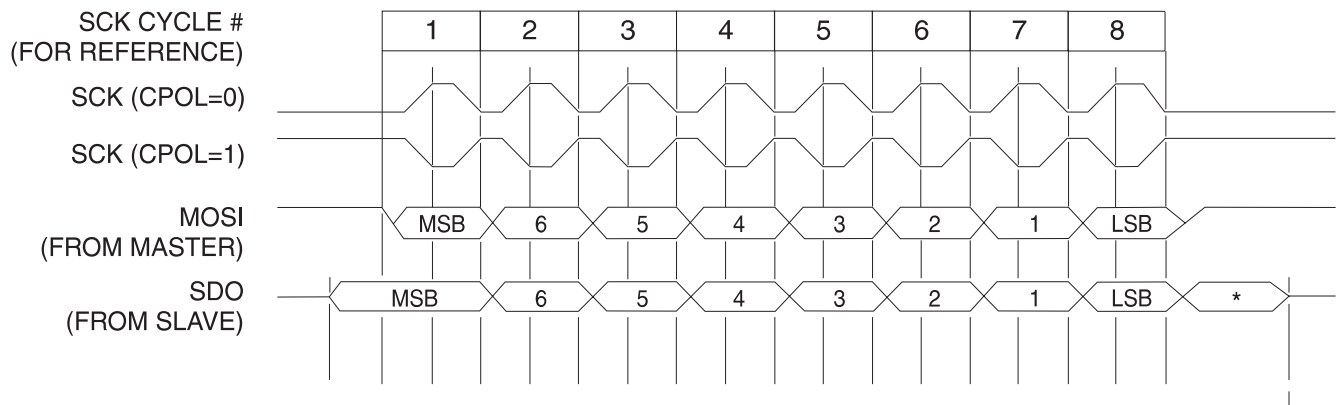 SCK CYCLE #
(FOR REFERENCE)
1 2 3 4 5 6 7 8
SCK (CPOL=0)
SCK (CPOL=1)
MOSI
(FROM MASTER)
MSB 6 5 4 3 2 1 LSB
SDO
(FROM SLAVE)
MSB 6 5 4 3 2 1 LSB *